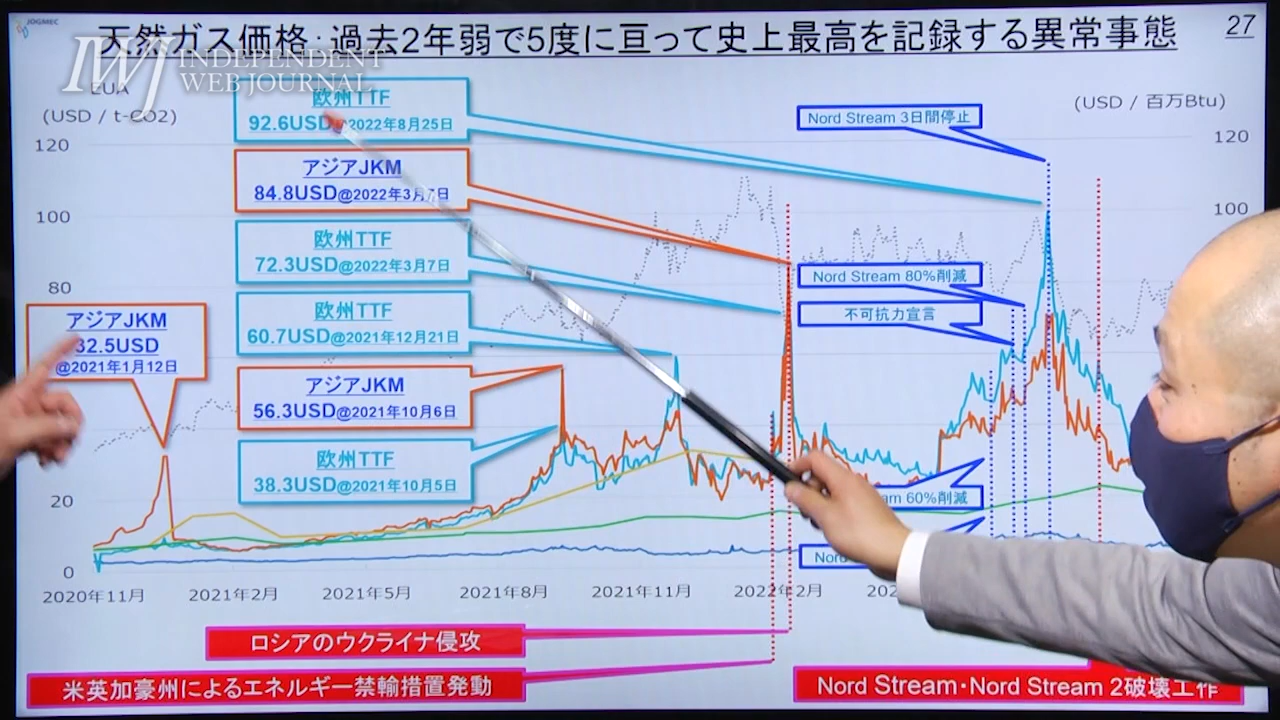 JOGMEC
天然ガス価格:過去2年弱で5度に亘って史上最高を記録する異常事態
27
IWJ INDEPENDENT
WEB JOURNAL
EUA
(USD / t-CO2)
(USD / 百万Btu)
120
100
80
20
0
120
100
欧州TTF
92.6USD@2022年8月25日
アジアJKM
84.8USD@2022年3月7日
欧州TTF
72.3USD@2022年3月7日
欧州TTF
60.7USD@2021年12月21日
アジアJKM
32.5USD
@2021年1月12日
アジアJKM
56.3USD@2021年10月6日
欧州TTF
38.3USD@2021年10月5日
Nord Stream 3日間停止
Nord Stream 80%削減
不可抗力宣言
60%削減
Nord
2020年11月
2021年2月
2021年5月
2021年8月
2021年11月
2022年2月
ロシアのウクライナ侵攻
米英加豪州によるエネルギー禁輸措置発動
Nord Stream・Nord Stream 2破壊工作